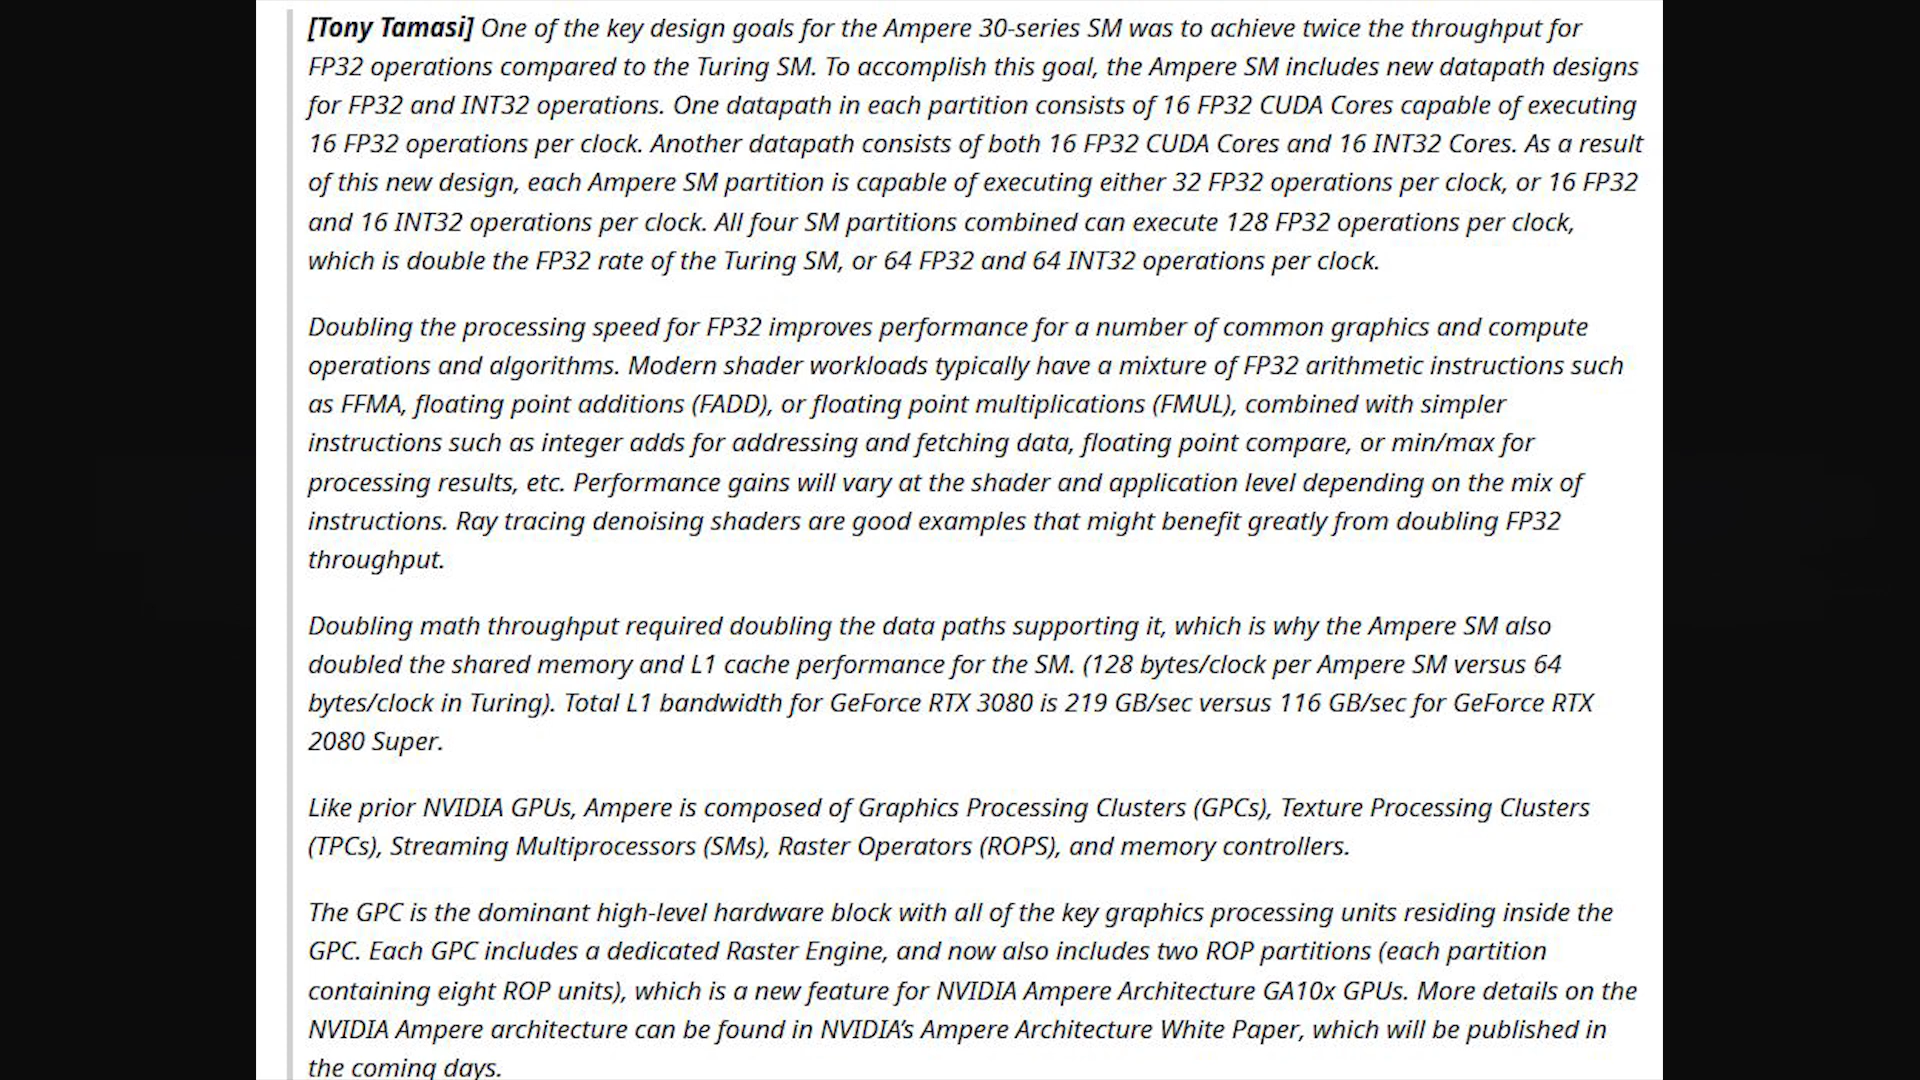 [Tony Tamasi] One of the key design goals for the Ampere 30-series SM was to achieve twice the throughput for
FP32 operations compared to the Turing SM. To accomplish this goal, the Ampere SM includes new datapath designs
for FP32 and INT32 operations. One datapath in each partition consists of 16 FP32 CUDA Cores capable of executing
16 FP32 operations per clock. Another datapath consists of both 16 FP32 CUDA Cores and 16 INT32 Cores. As a result
of this new design, each Ampere SM partition is capable of executing either 32 FP32 operations per clock, or 16 FP32
and 16 INT32 operations per clock. All four SM partitions combined can execute 128 FP32 operations per clock,
which is double the FP32 rate of the Turing SM, or 64 FP32 and 64 INT32 operations per clock.
Doubling the processing speed for FP32 improves performance for a number of common graphics and compute
operations and algorithms. Modern shader workloads typically have a mixture of FP32 arithmetic instructions such
as FFMA, floating point additions (FADD), or floating point multiplications (FMUL), combined with simpler
instructions such as integer adds for addressing and fetching data, floating point compare, or min/max for
processing results, etc. Performance gains will vary at the shader and application level depending on the mix of
instructions. Ray tracing denoising shaders are good examples that might benefit greatly from doubling FP32
throughput.
Doubling math throughput required doubling the data paths supporting it, which is why the Ampere SM also
doubled the shared memory and L1 cache performance for the SM. (128 bytes/clock per Ampere SM versus 64
bytes/clock in Turing). Total L1 bandwidth for GeForce RTX 3080 is 219 GB/sec versus 116 GB/sec for GeForce RTX
2080 Super.
Like prior NVIDIA GPUs, Ampere is composed of Graphics Processing Clusters (GPCs), Texture Processing Clusters
(TPCs), Streaming Multiprocessors (SMs), Raster Operators (ROPS), and memory controllers.
The GPC is the dominant high-level hardware block with all of the key graphics processing units residing inside the
GPC. Each GPC includes a dedicated Raster Engine, and now also includes two ROP partitions (each partition
containing eight ROP units), which is a new feature for NVIDIA Ampere Architecture GA10x GPUs. More details on the
NVIDIA Ampere architecture can be found in NVIDIA’s Ampere Architecture White Paper, which will be published in
the coming days.